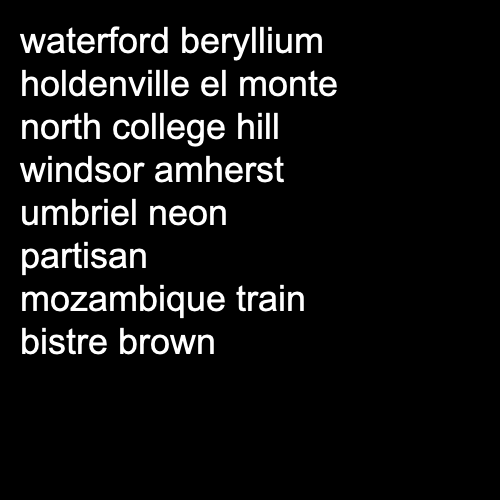 waterford beryllium
holdenville el monte
north college hill
windsor amherst
umbriel neon
partisan
mozambique train
bistre brown